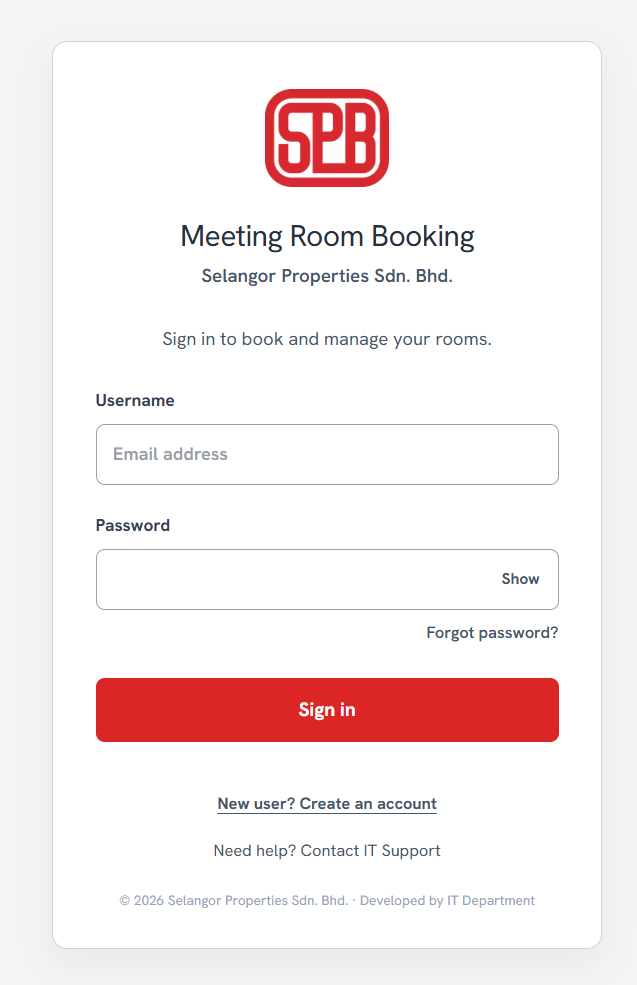 SPB
Meeting Room Booking
Selangor Properties Sdn. Bhd.
Sign in to book and manage your rooms.
Username
Email address
Password
Show
Forgot password?
Sign in
New user? Create an account
Need help? Contact IT Support
© 2026 Selangor Properties Sdn. Bhd. · Developed by IT Department